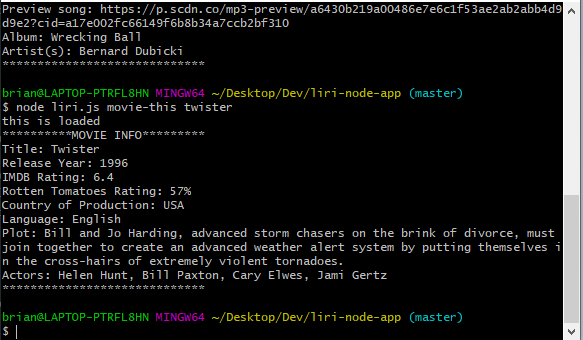 Preview song: https://p.scdn.co/mp3-preview/a6430b219a00486e7e6c1f53ae2ab2abb4d9
d9e2?cid=a17e002fc66149f6b8b34a7ccb2bf310
Album: Wrecking Ball
Artist(s): Bernard Dubicki
*****************************
brian@LAPTOP-PTRFL8HN MINGW64 ~/Desktop/Dev/liri-node-app (master)
$ node liri.js movie-this twister
this is loaded
**********MOVIE INFO*********
Title: Twister
Release Year: 1996
IMDB Rating: 6.4
Rotten Tomatoes Rating: 57%
Country of Production: USA
Language: English
Plot: Bill and Jo Harding, advanced storm chasers on the brink of divorce, must
join together to create an advanced weather alert system by putting themselves i
n the cross-hairs of extremely violent tornadoes.
Actors: Helen Hunt, Bill Paxton, Cary Elwes, Jami Gertz
*****************************
brian@LAPTOP-PTRFL8HN MINGW64 ~/Desktop/Dev/liri-node-app (master)
$